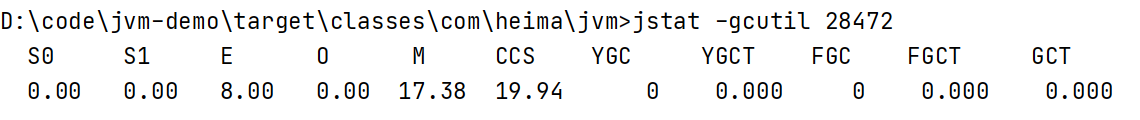 D:\code\jvm-demo\target\classes\com\heima\jvm>jstat -gcutil 28472
S0 S1 E O M CCS YGC YGCT FGC FGCT GCT
0.00 0.00 8.00 0.00 17.38 19.94 0 0.000 0 0.000 0.000